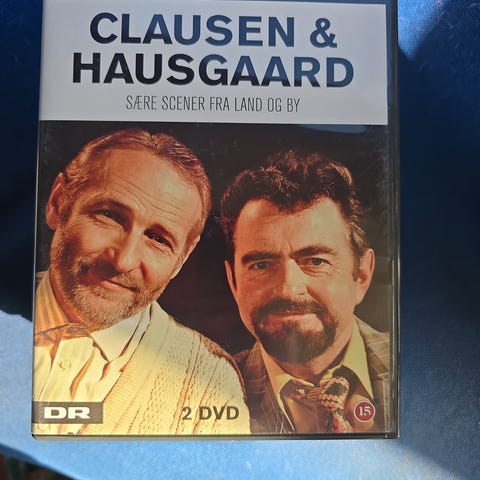 CLAUSEN &
HAUSGAARD
SÆRE SCENER FRA LAND OG BY
DR
2 DVD
15